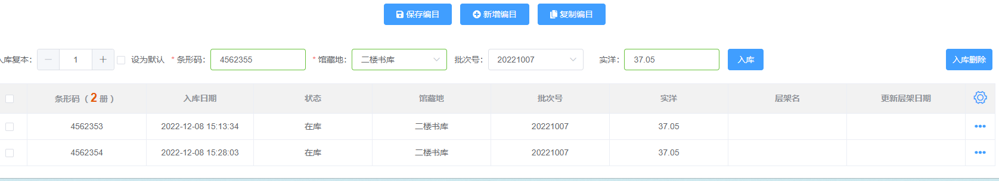 保存编目 新增编目 复制编目
入库复本： 1 设为默认 * 条形码： 4562355 * 馆藏地： 二楼书库 批次号： 20221007 实洋： 37.05 入库 入库删除
条形码（ 2 册 ） 入库日期 状态 馆藏地 批次号 实洋 层架名 更新层架日期
4562353 2022-12-08 15:13:34 在库 二楼书库 20221007 37.05
4562354 2022-12-08 15:28:03 在库 二楼书库 20221007 37.05